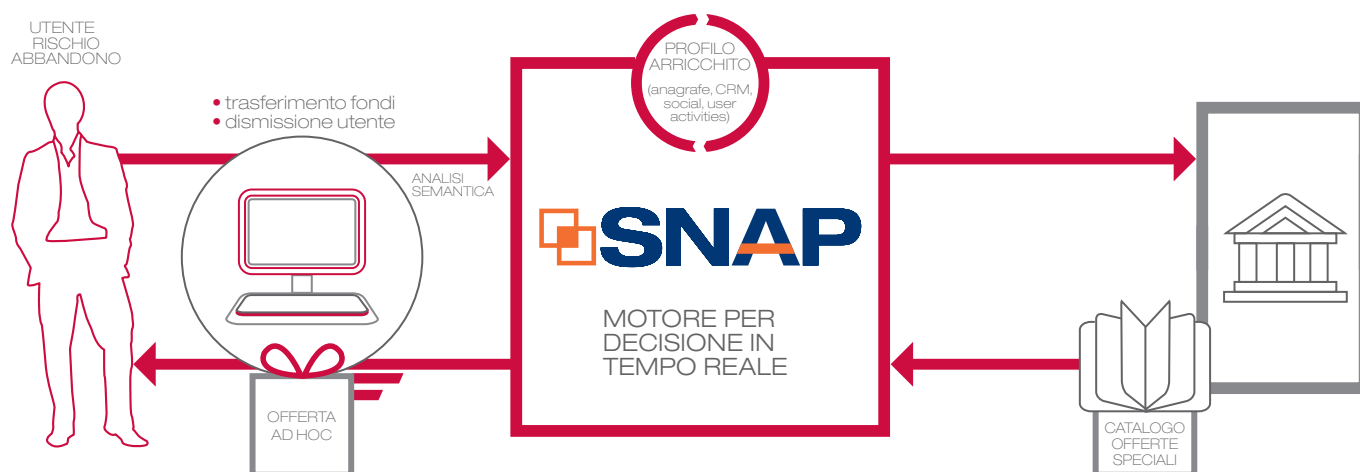 UTENTE
RISCHIO
ABBANDONO
• trasferimento fondi
• dismissione utente
ANALISI
SEMANTICA
PROFILO
ARRICCHITO
(anagrafe, CRM,
social, user
activities)
SNAP
MOTORE PER
DECISIONE IN
TEMPO REALE
OFFERTA
AD HOC
CATALOGO
OFFERTE
SPECIALI